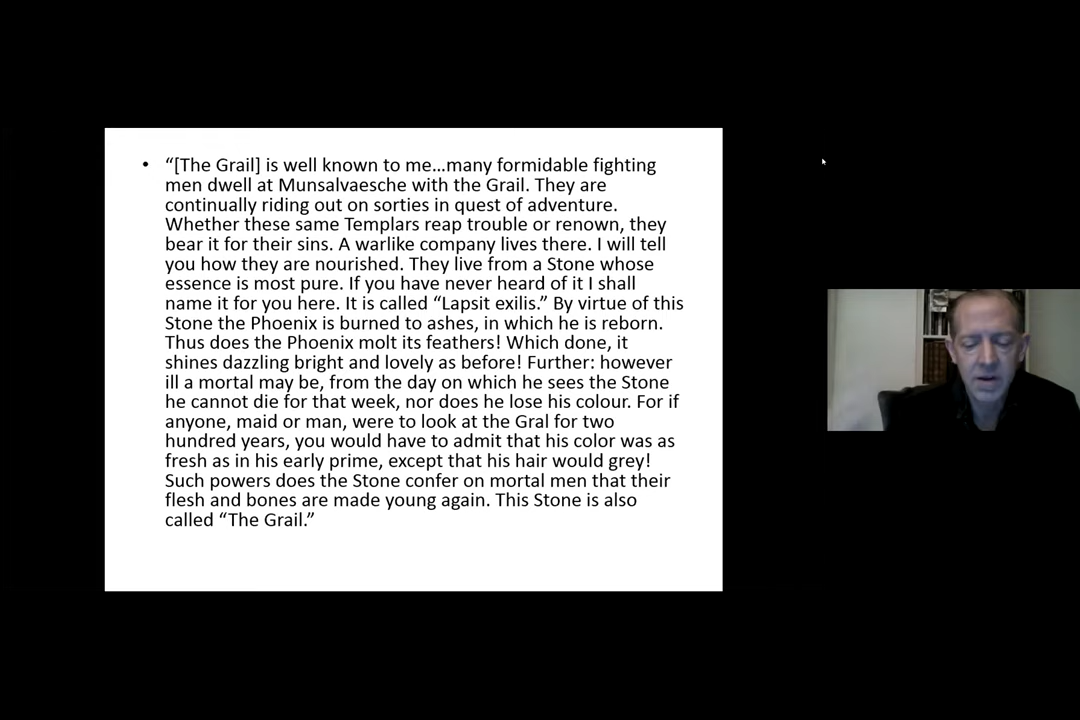 • “[The Grail] is well known to me…many formidable fighting
men dwell at Munsalvaesche with the Grail. They are
continually riding out on sorties in quest of adventure.
Whether these same Templars reap trouble or renown, they
bear it for their sins. A warlike company lives there. I will tell
you how they are nourished. They live from a Stone whose
essence is most pure. If you have never heard of it I shall
name it for you here. It is called “Lapsit exilis.” By virtue of this
Stone the Phoenix is burned to ashes, in which he is reborn.
Thus does the Phoenix molt its feathers! Which done, it
shines dazzling bright and lovely as before! Further: however
ill a mortal may be, from the day on which he sees the Stone
he cannot die for that week, nor does he lose his colour. For if
anyone, maid or man, were to look at the Gral for two
hundred years, you would have to admit that his color was as
fresh as in his early prime, except that his hair would grey!
Such powers does the Stone confer on mortal men that their
flesh and bones are made young again. This Stone is also
called “The Grail.”